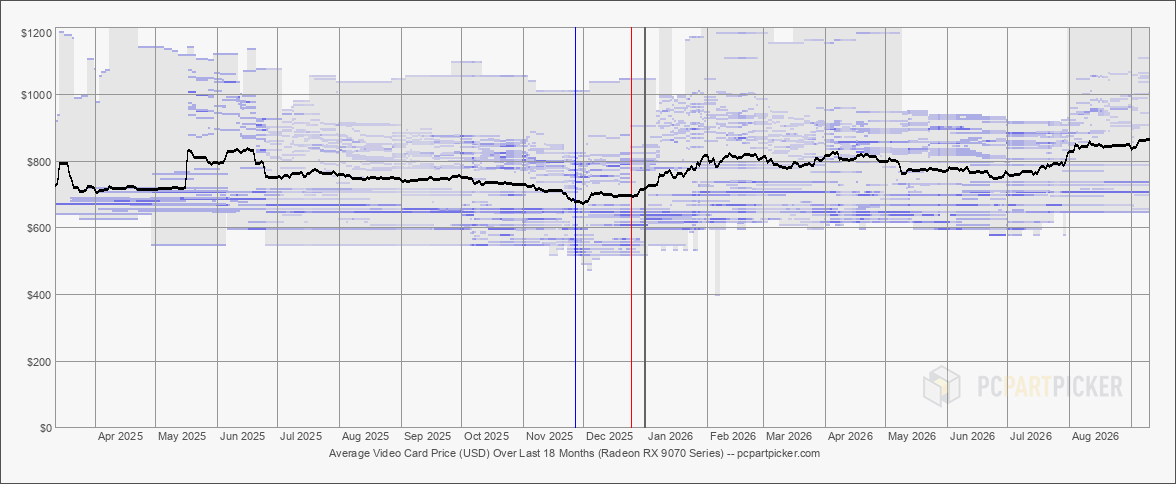 $1200
$1000
$800
$600
$400
$200
$0
PCPARTPICKER
Apr 2025 May 2025 Jun 2025 Jul 2025 Aug 2025 Sep 2025 Oct 2025 Nov 2025 Dec 2025 Jan 2026 Feb 2026 Mar 2026 Apr 2026 May 2026 Jun 2026 Jul 2026 Aug 2026
Average Video Card Price (USD) Over Last 18 Months (Radeon RX 9070 Series) -- pcpartpicker.com